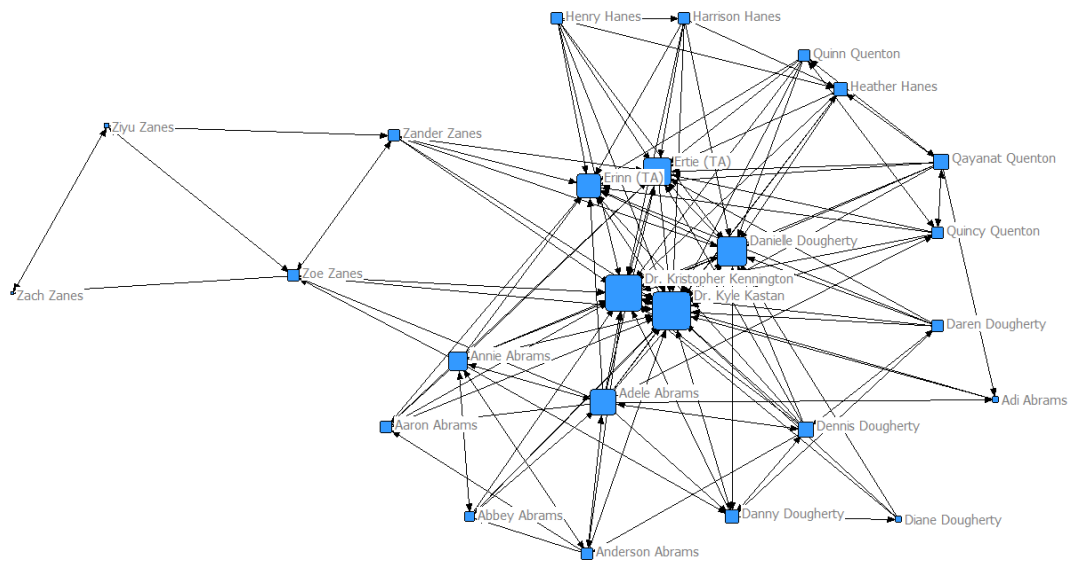 Henry Hanes
Harrison Hanes
Quinn Quenton
Heather Hanes
Ziyu Zanes
Zander Zanes
Ertie (TA)
Qayanat Quenton
Erinn (TA)
Quincy Quenton
Danielle Dougherty
Zoe Zanes
Dr. Kristopher Kennington
Zach Zanes
Dr. Kyle Kastan
Daren Dougherty
Annie Abrams
Adele Abrams
Adi Abrams
Aaron Abrams
Dennis Dougherty
Abbey Abrams
Danny Dougherty
Diane Dougherty
Anderson Abrams